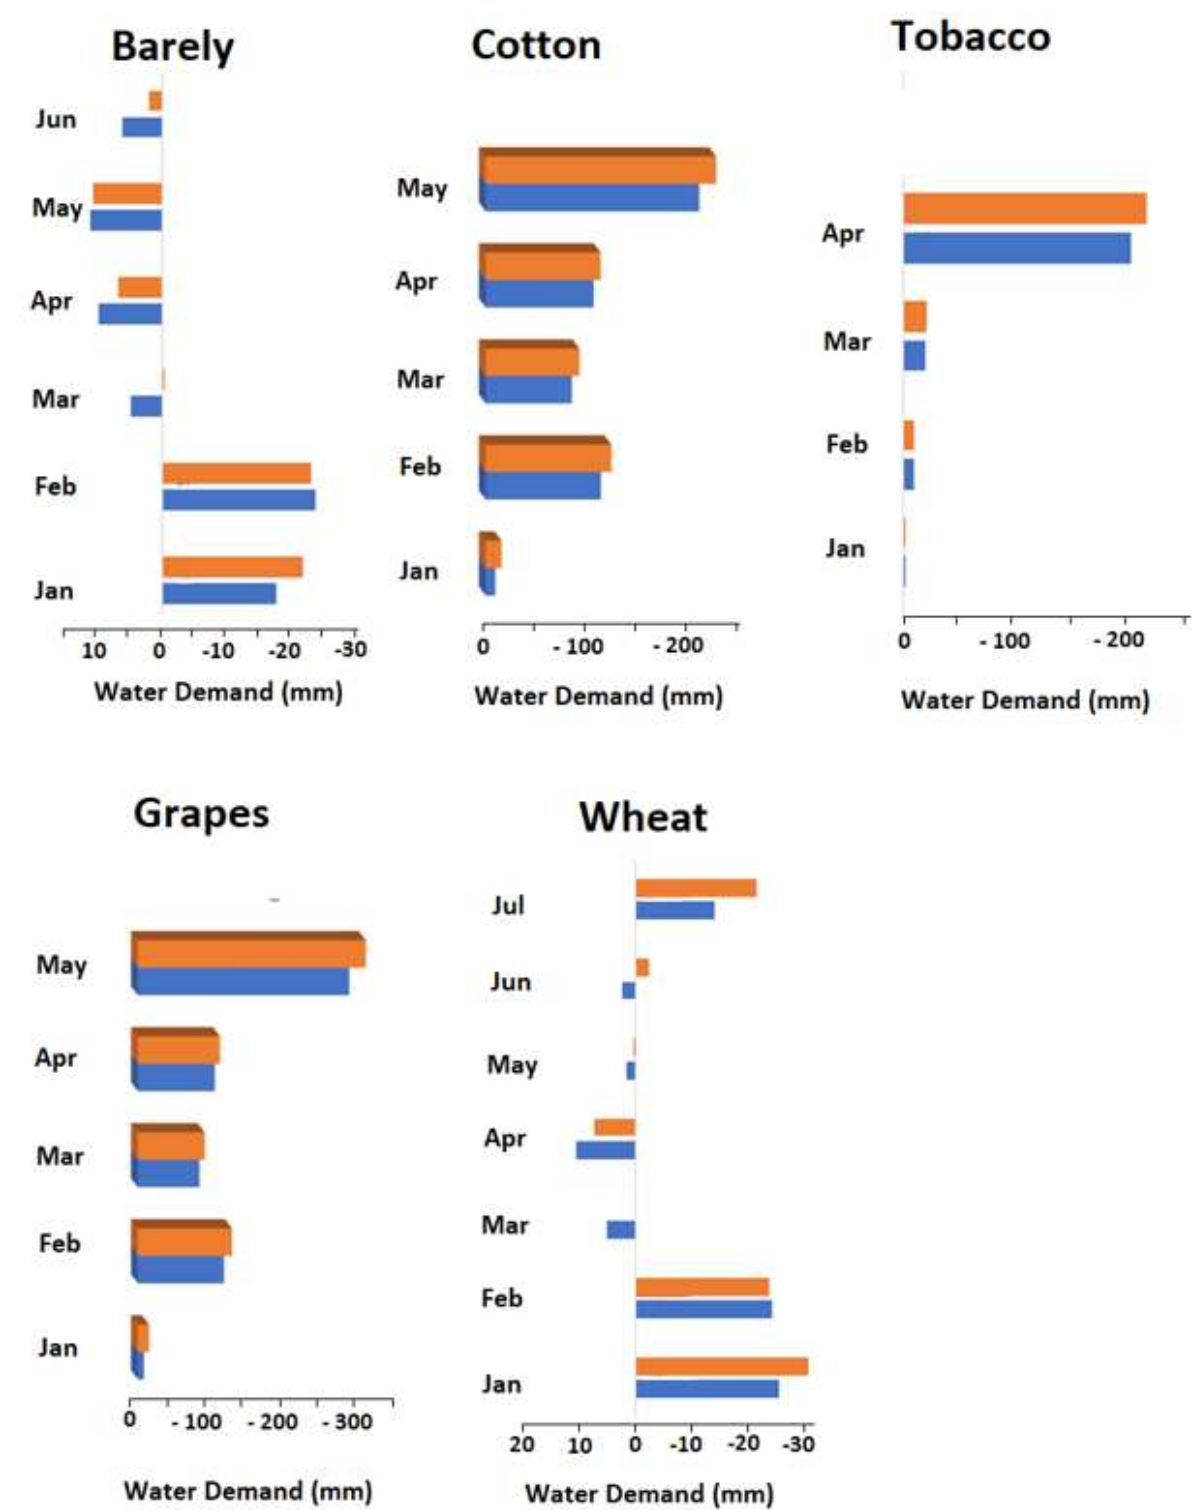 Barely
Jun
May
Apr
Mar
Feb
Jan
10 0 -10 -20 -30
Water Demand (mm)
Cotton
May
Apr
Mar
Feb
Jan
0 - 100 - 200
Water Demand (mm)
Tobacco
Apr
Mar
Feb
Jan
0 - 100 - 200
Water Demand (mm)
Grapes
May
Apr
Mar
Feb
Jan
0 - 100 - 200 - 300
Water Demand (mm)
Wheat
Jul
Jun
May
Apr
Mar
Feb
Jan
20 10 0 -10 -20 -30
Water Demand (mm)